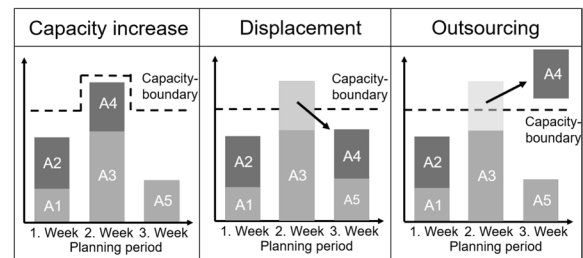 Capacity increase
Capacity-
boundary
A4
A2
A3
A1
A5
1. Week 2. Week 3. Week
Planning period
Displacement
Capacity-
boundary
A2
A4
A3
A1
A5
1. Week 2. Week 3. Week
Planning period
Outsourcing
A4
Capacity-
boundary
A2
A3
A1
A5
1. Week 2. Week 3. Week
Planning period